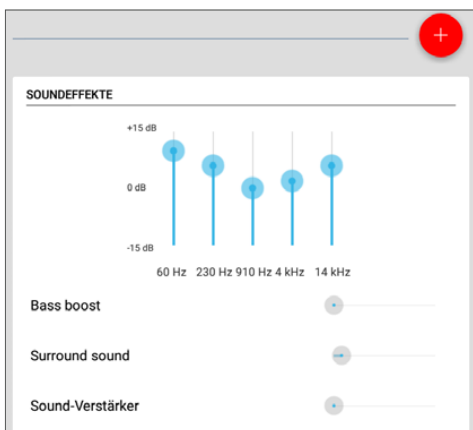 SOUNDEFFEKTE
+15 dB
0 dB
-15 dB
60 Hz 230 Hz 910 Hz 4 kHz 14 kHz
Bass boost
Surround sound
Sound-Verstärker